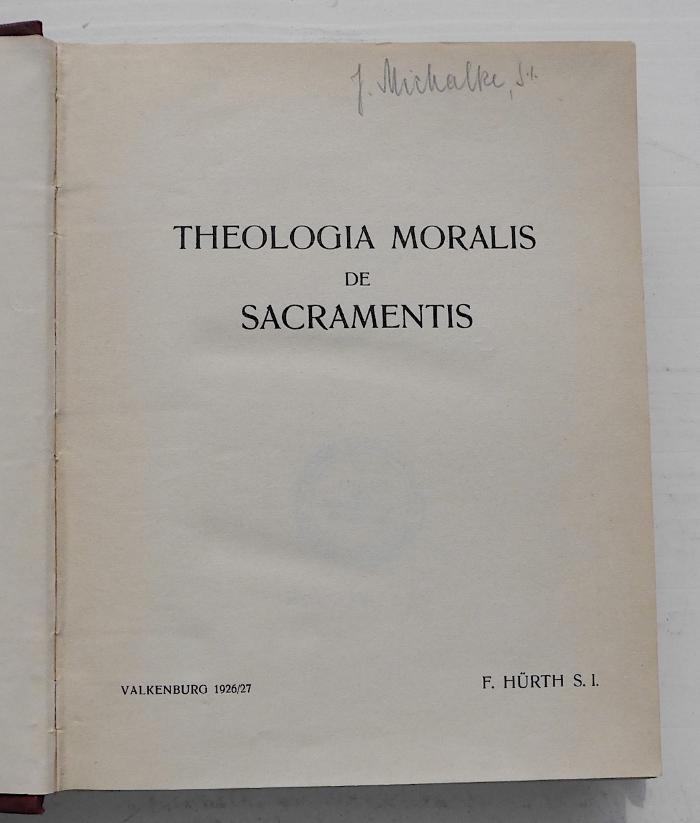 J. Michalke, S.I.
THEOLOGIA MORALIS
DE
SACRAMENTIS
VALKENBURG 1926/27
F. HÜRTH S. I.